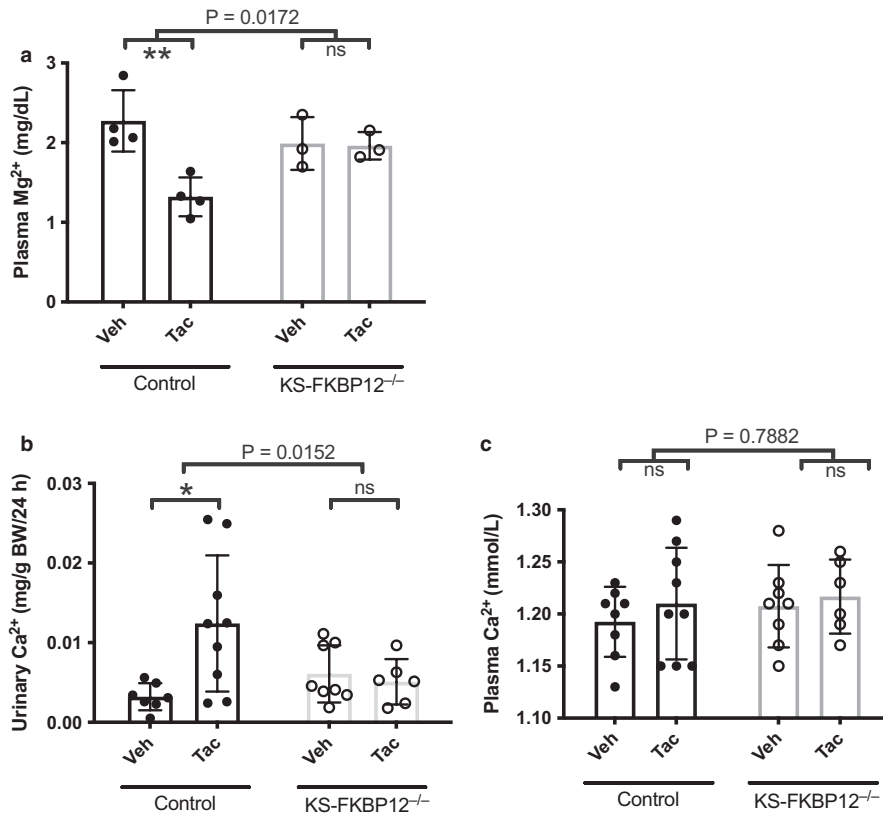 P = 0.0172
a
**
ns
Plasma Mg²⁺ (mg/dL)
3
2
1
0
Veh
Tac
Veh
Tac
Control
KS-FKBP12⁻/⁻
b
P = 0.0152
*
ns
Urinary Ca²⁺ (mg/g BW/24 h)
0.03
0.02
0.01
0.00
Veh
Tac
Veh
Tac
Control
KS-FKBP12⁻/⁻
c
P = 0.7882
ns
ns
Plasma Ca²⁺ (mmol/L)
1.30
1.25
1.20
1.15
1.10
Veh
Tac
Veh
Tac
Control
KS-FKBP12⁻/⁻